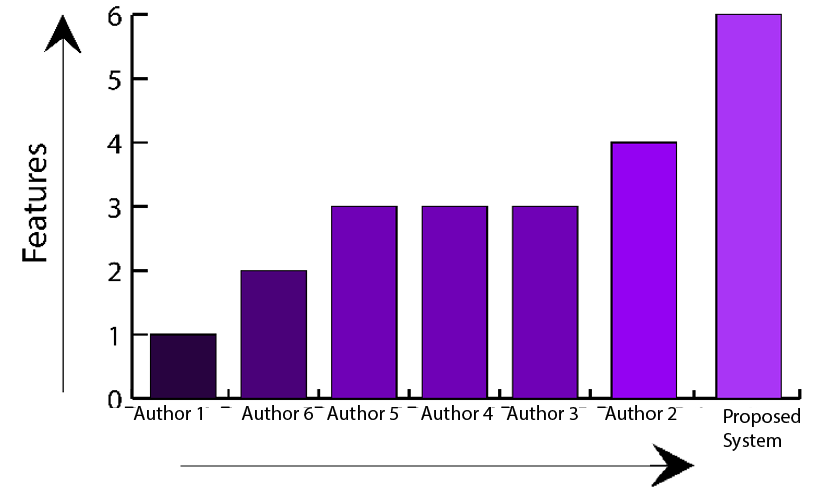 6
5
4
3
2
1
0
Features
Author 1
Author 6
Author 5
Author 4
Author 3
Author 2
Proposed
System